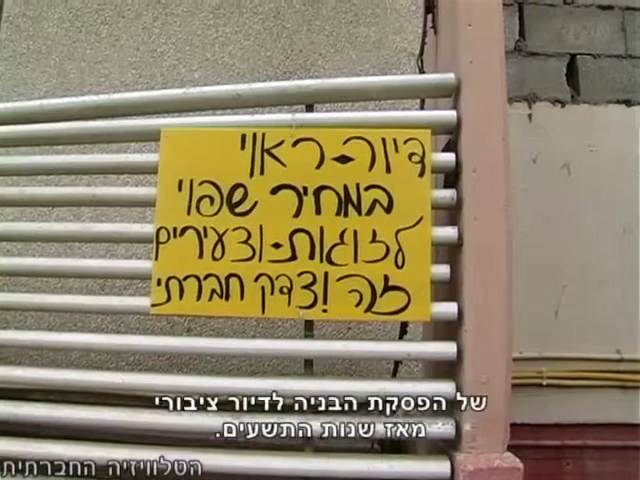 דיור-ראוי
במחיר שפוי
לזוגות-וצעירים
זה !צדק חברתי
של הפסקת הבניה לדיור ציבורי
מאז שנות התשעים.
הטלוויזיה החברתית